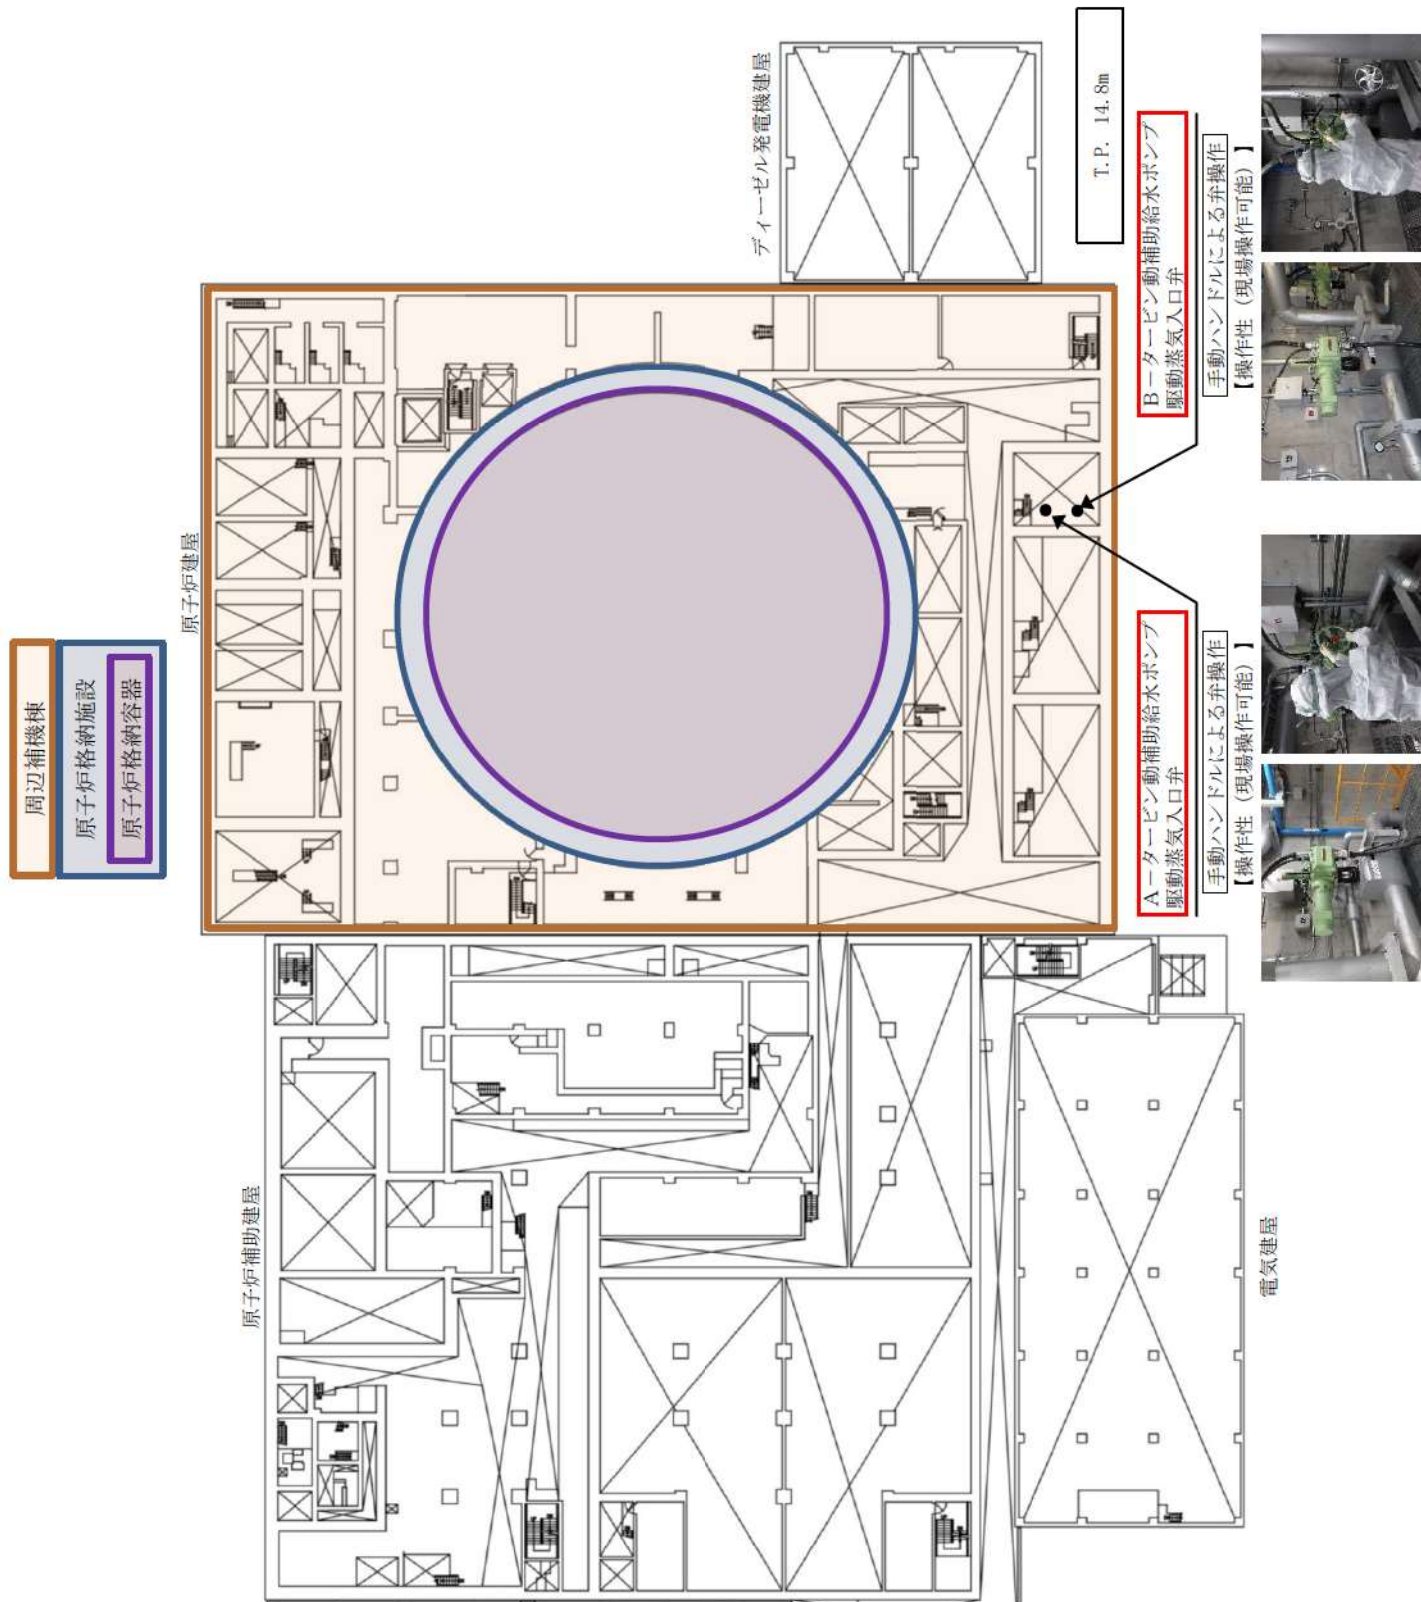 周辺補機棟
原子炉格納施設
原子炉格納容器
原子炉建屋
原子炉補助建屋
ディーゼル発電機建屋
T.P. 14.8m
A-タービン動補助給水ポンプ
駆動蒸気入口弁
手動ハンドルによる弁操作
【操作性（現場操作可能）】
B-タービン動補助給水ポンプ
駆動蒸気入口弁
手動ハンドルによる弁操作
【操作性（現場操作可能）】
電気建屋